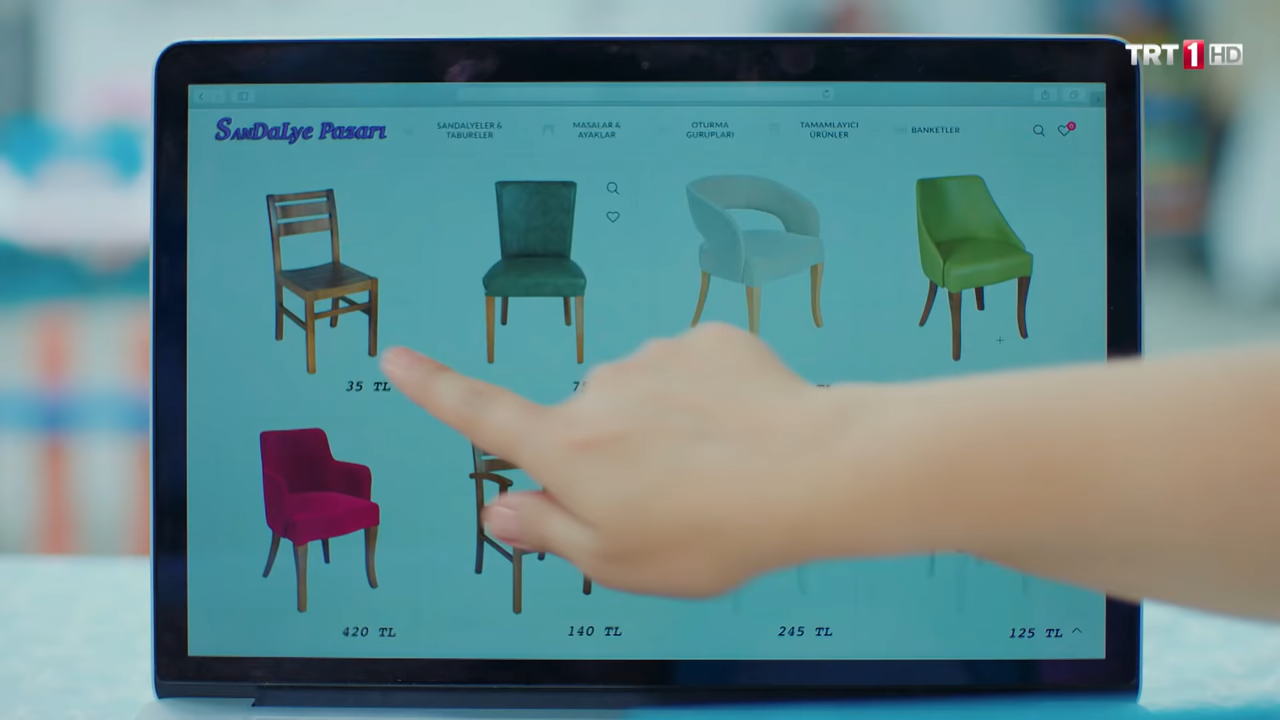 TRT 1 HD
SANDaLye Pazarı
SANDALYELER &
TABURELER
MASALAR &
AYAKLAR
OTURMA
GURUPLARI
TAMAMLAYICI
ÜRÜNLER
BANKETLER
35 TL
TL
420 TL
140 TL
245 TL
125 TL